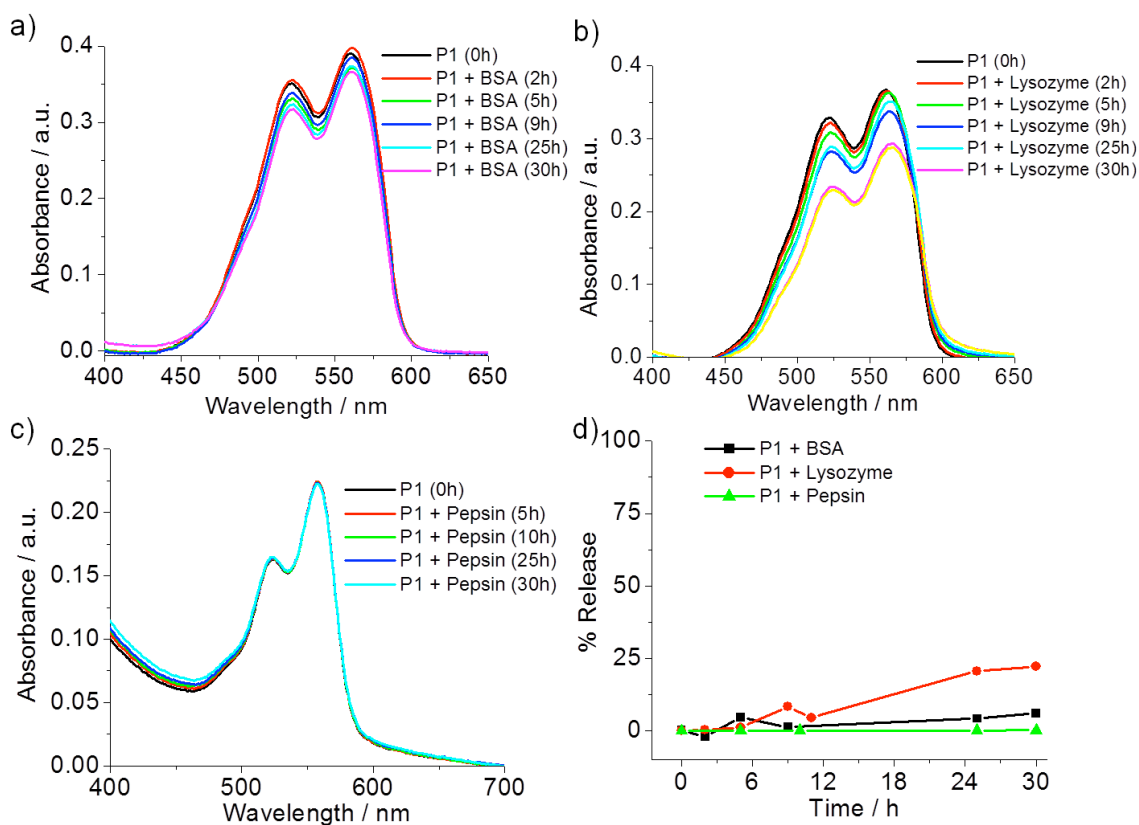 a)
0.4
0.3
0.2
0.1
0.0
Absorbance / a.u.
P1 (0h)
P1 + BSA (2h)
P1 + BSA (5h)
P1 + BSA (9h)
P1 + BSA (25h)
P1 + BSA (30h)
400 450 500 550 600 650
Wavelength / nm
b)
0.4
0.3
0.2
0.1
0.0
Absorbance / a.u.
P1 (0h)
P1 + Lysozyme (2h)
P1 + Lysozyme (5h)
P1 + Lysozyme (9h)
P1 + Lysozyme (25h)
P1 + Lysozyme (30h)
400 450 500 550 600 650
Wavelength / nm
c)
0.25
0.20
0.15
0.10
0.05
0.00
Absorbance / a.u.
P1 (0h)
P1 + Pepsin (5h)
P1 + Pepsin (10h)
P1 + Pepsin (25h)
P1 + Pepsin (30h)
400 500 600 700
Wavelength / nm
d)
100
75
50
25
0
% Release
P1 + BSA
P1 + Lysozyme
P1 + Pepsin
0 6 12 18 24 30
Time / h